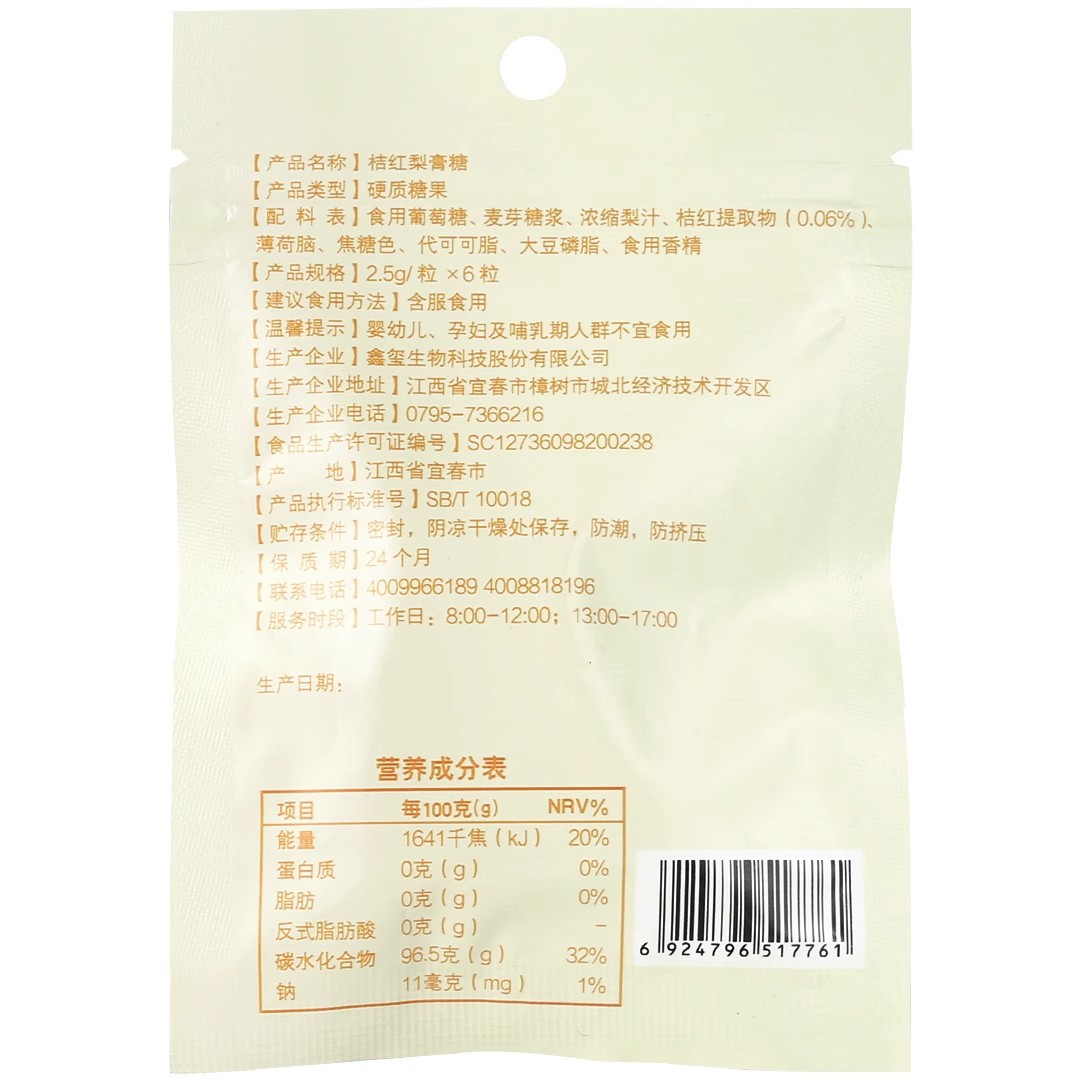 【产品名称】桔红梨膏糖
【产品类型】硬质糖果
【配 料 表】食用葡萄糖、麦芽糖浆、浓缩梨汁、桔红提取物（0.06%）、
薄荷脑、焦糖色、代可可脂、大豆磷脂、食用香精
【产品规格】2.5g/粒 ×6粒
【建议食用方法】含服食用
【温馨提示】婴幼儿、孕妇及哺乳期人群不宜食用
【生产企业】鑫玺生物科技股份有限公司
【生产企业地址】江西省宜春市樟树市城北经济技术开发区
【生产企业电话】0795-7366216
【食品生产许可证编号】SC12736098200238
【产 地】江西省宜春市
【产品执行标准号】SB/T 10018
【贮存条件】密封，阴凉干燥处保存，防潮，防挤压
【保 质 期】24个月
【联系电话】4009966189 4008818196
【服务时段】工作日：8:00-12:00；13:00-17:00
生产日期：
营养成分表
项目 每100克(g) NRV%
能量 1641千焦（kJ） 20%
蛋白质 0克（g） 0%
脂肪 0克（g） 0%
反式脂肪酸 0克（g） -
碳水化合物 96.5克（g） 32%
钠 11毫克（mg） 1%
6 924796 517761